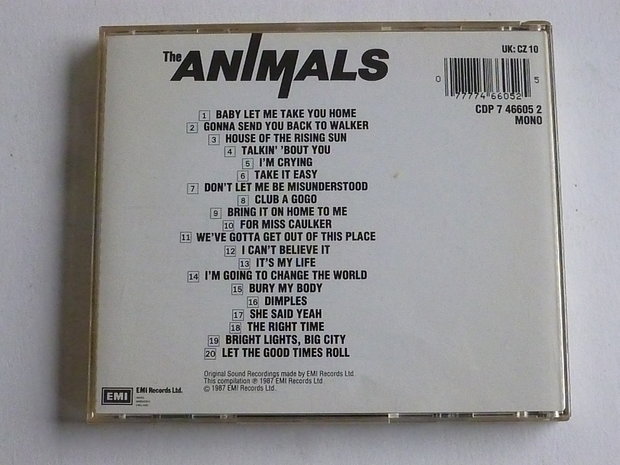 The ANIMALS
UK: CZ 10
0 77774 66052 5
CDP 7 46605 2
MONO
1 BABY LET ME TAKE YOU HOME
2 GONNA SEND YOU BACK TO WALKER
3 HOUSE OF THE RISING SUN
4 TALKIN' 'BOUT YOU
5 I'M CRYING
6 TAKE IT EASY
7 DON'T LET ME BE MISUNDERSTOOD
8 CLUB A GOGO
9 BRING IT ON HOME TO ME
10 FOR MISS CAULKER
11 WE'VE GOTTA GET OUT OF THIS PLACE
12 I CAN'T BELIEVE IT
13 IT'S MY LIFE
14 I'M GOING TO CHANGE THE WORLD
15 BURY MY BODY
16 DIMPLES
17 SHE SAID YEAH
18 THE RIGHT TIME
19 BRIGHT LIGHTS, BIG CITY
20 LET THE GOOD TIMES ROLL
Original Sound Recordings made by EMI Records Ltd.
This compilation ℗ 1987 EMI Records Ltd
© 1987 EMI Records Ltd.
EMI
EMI Records Ltd.